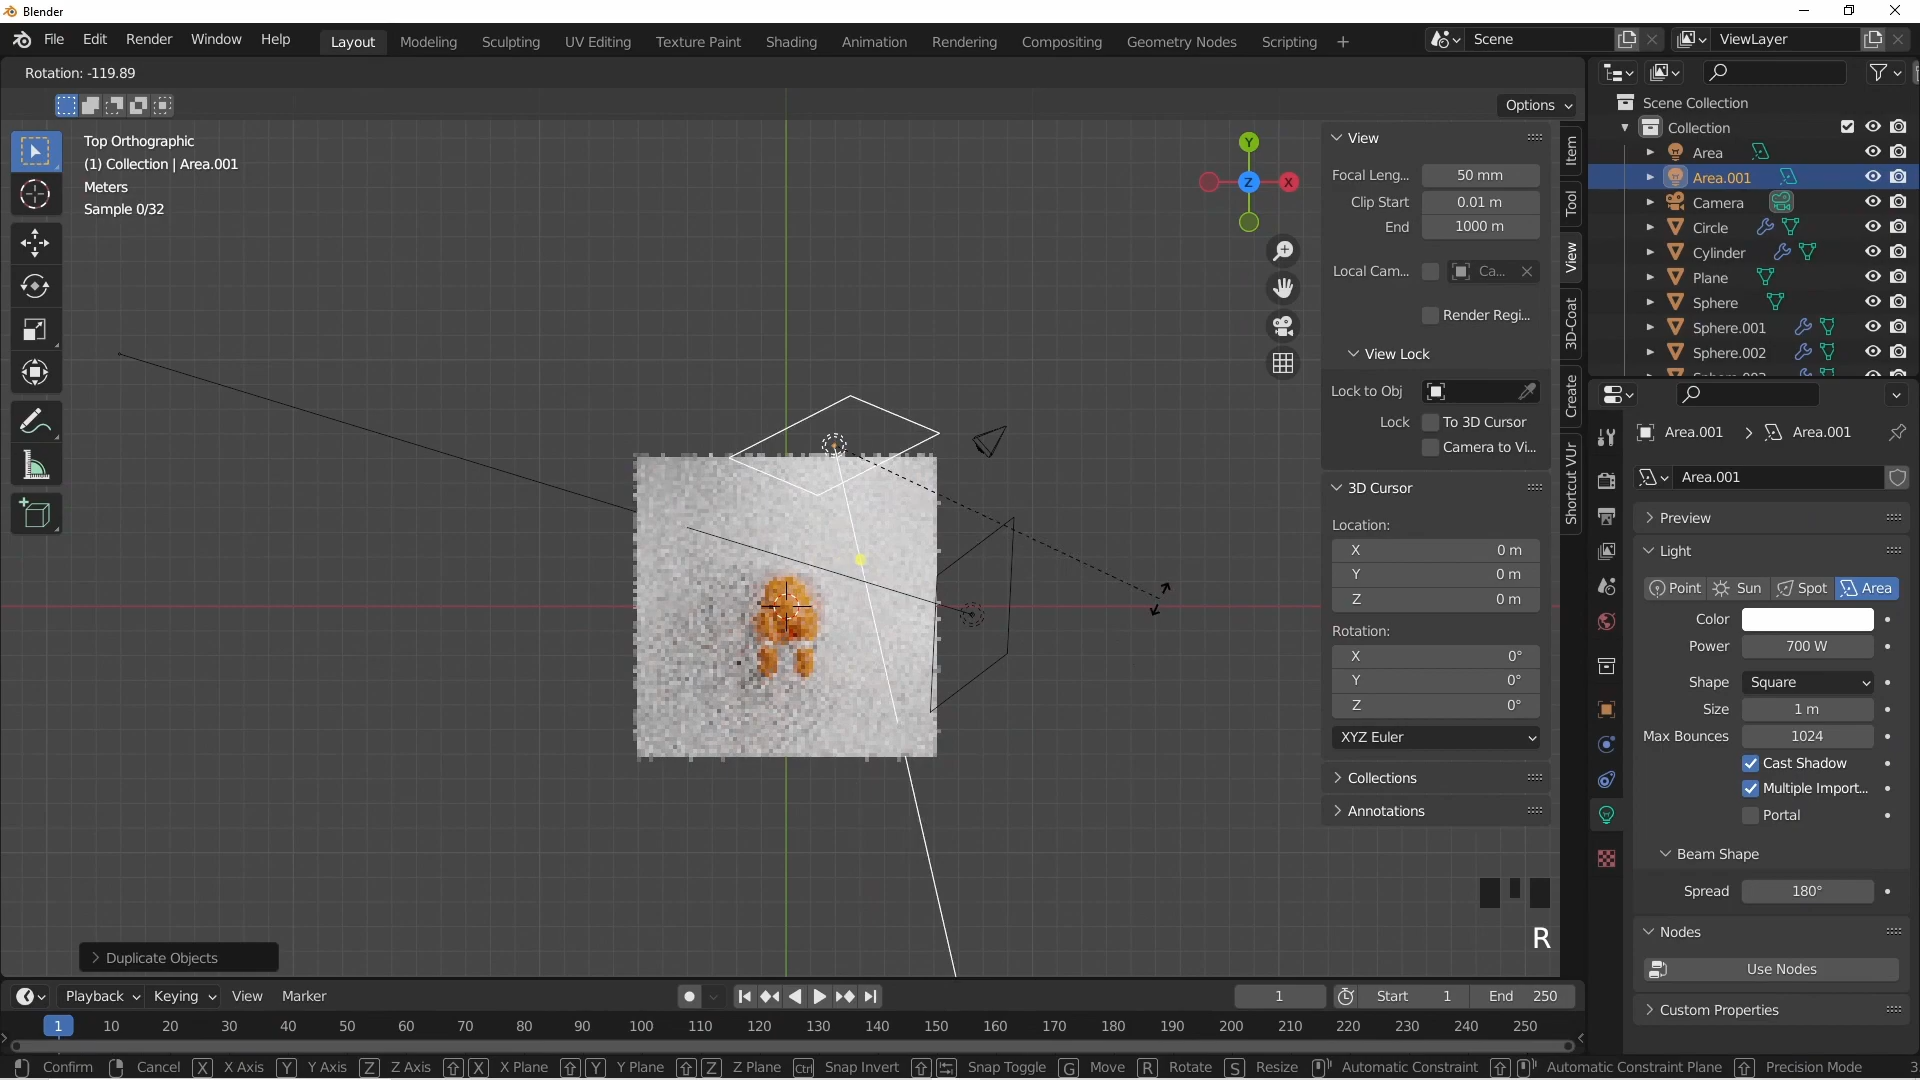 Blender
File Edit Render Window Help
Layout Modeling Sculpting UV Editing Texture Paint Shading Animation Rendering Compositing Geometry Nodes Scripting +
Scene
ViewLayer
Rotation: -119.89
Options
Top Orthographic
(1) Collection | Area.001
Meters
Sample 0/32
Y
X
Z
View
Focal Leng... 50 mm
Clip Start 0.01 m
End 1000 m
Local Cam... Ca...
Render Regi...
View Lock
Lock to Obj
Lock To 3D Cursor
Camera to Vi...
3D Cursor
Location:
X 0 m
Y 0 m
Z 0 m
Rotation:
X 0°
Y 0°
Z 0°
XYZ Euler
Collections
Annotations
Item
Tool
View
3D-Coat
Create
Shortcut VUr
Scene Collection
Collection
Area
Area.001
Camera
Circle
Cylinder
Plane
Sphere
Sphere.001
Sphere.002
Area.001 > Area.001
Area.001
Preview
Light
Point Sun Spot Area
Color
Power 700 W
Shape Square
Size 1 m
Max Bounces 1024
Cast Shadow
Multiple Import...
Portal
Beam Shape
Spread 180°
Nodes
Use Nodes
Custom Properties
R
Duplicate Objects
Playback Keying View Marker
1 Start 1 End 250
1 10 20 30 40 50 60 70 80 90 100 110 120 130 140 150 160 170 180 190 200 210 220 230 240 250
Confirm Cancel X X Axis Y Y Axis Z Z Axis X X Plane Y Y Plane Z Z Plane Ctrl Snap Invert Snap Toggle G Move R Rotate S Resize Automatic Constraint Automatic Constraint Plane Precision Mode